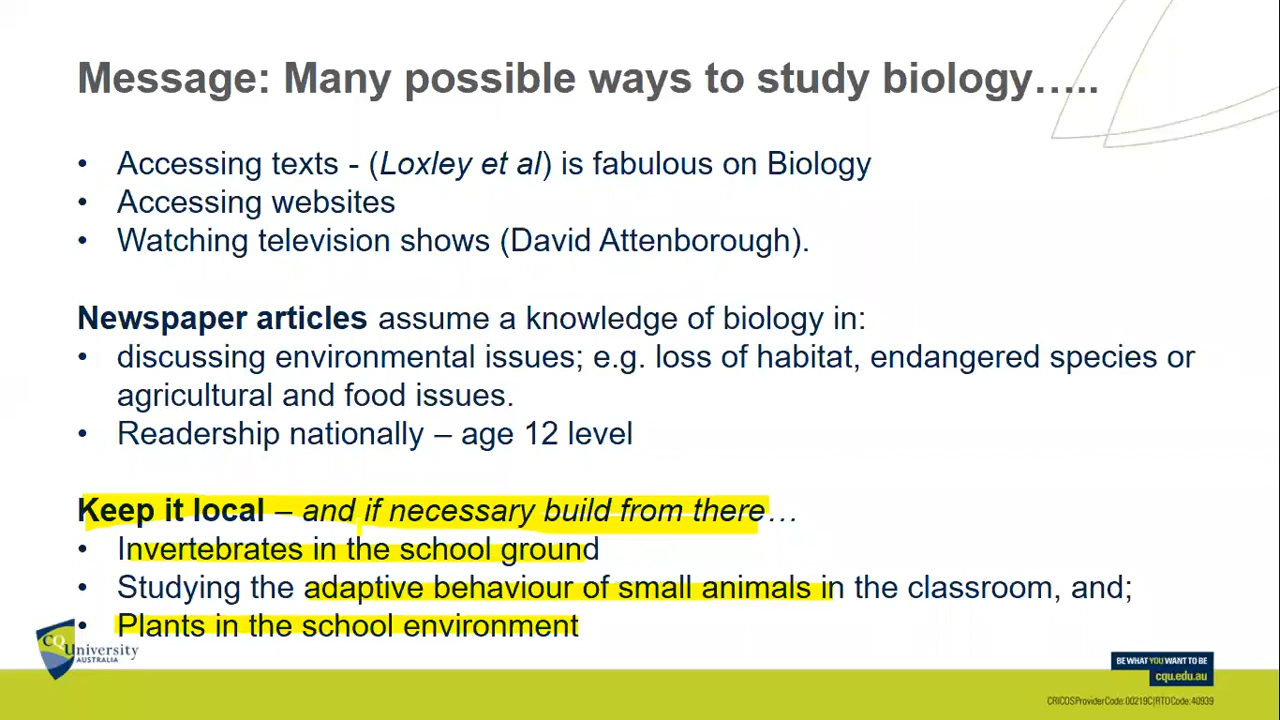 Message: Many possible ways to study biology…..
• Accessing texts - (Loxley et al) is fabulous on Biology
• Accessing websites
• Watching television shows (David Attenborough).
Newspaper articles assume a knowledge of biology in:
• discussing environmental issues; e.g. loss of habitat, endangered species or
agricultural and food issues.
• Readership nationally – age 12 level
Keep it local – and if necessary build from there…
• Invertebrates in the school ground
• Studying the adaptive behaviour of small animals in the classroom, and;
• Plants in the school environment
CQUniversity
AUSTRALIA
BE WHAT YOU WANT TO BE
cqu.edu.au
CRICOS Provider Code: 00219C | RTO Code: 40939